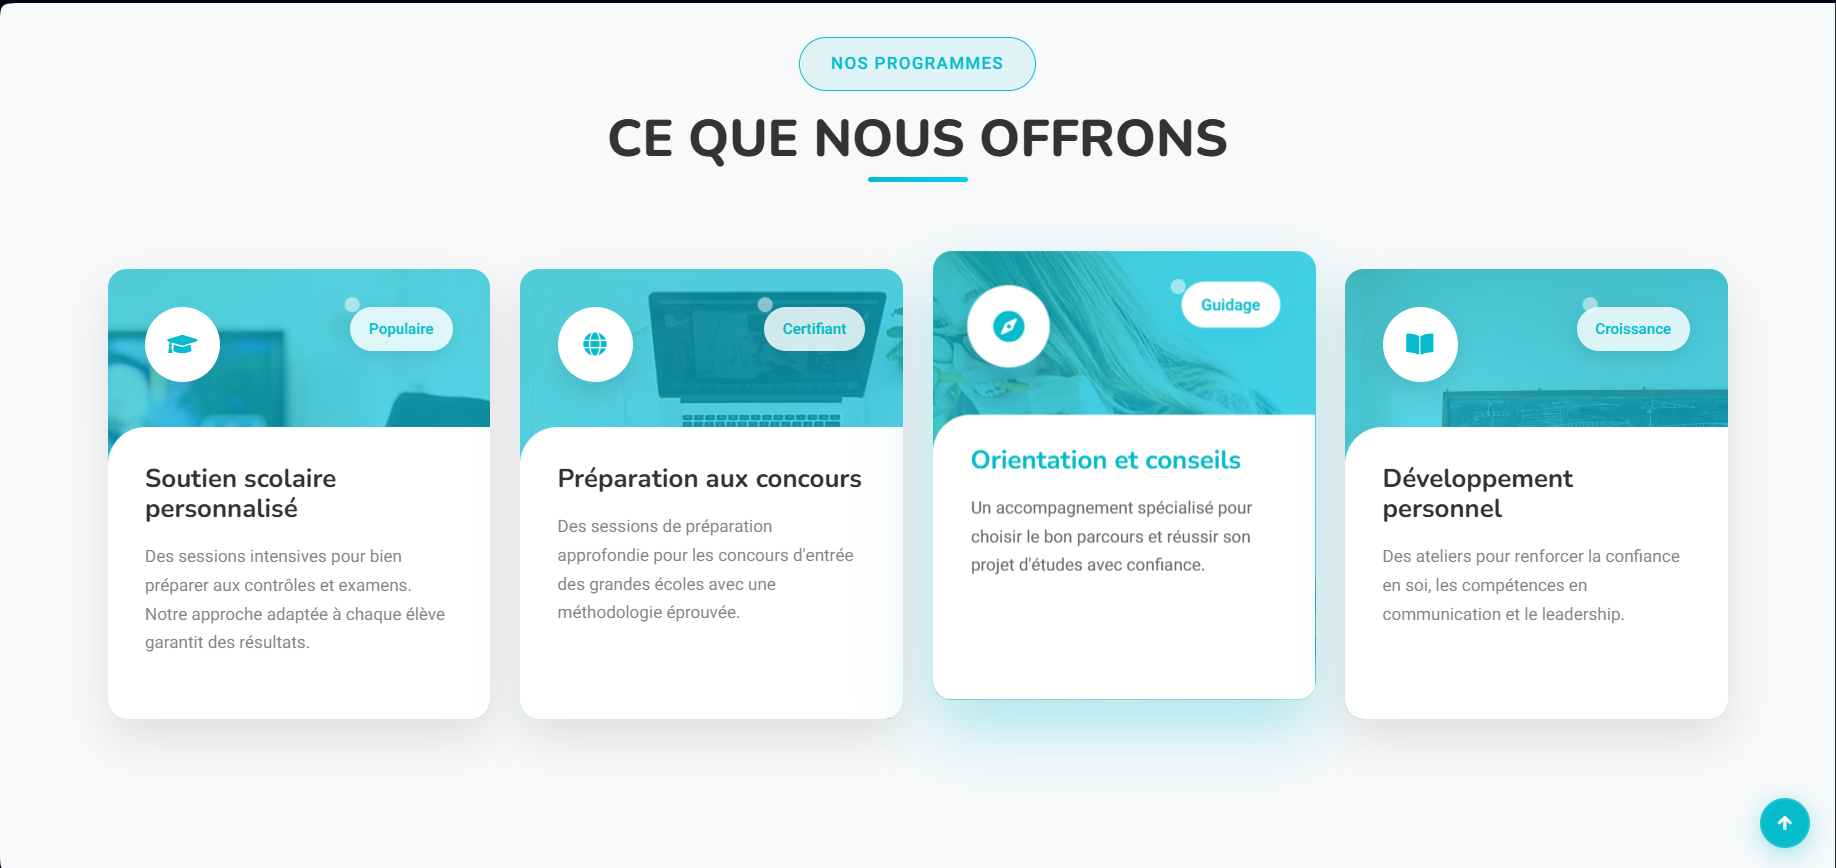 NOS PROGRAMMES
CE QUE NOUS OFFRONS
Populaire
Soutien scolaire
personnalisé
Des sessions intensives pour bien
préparer aux contrôles et examens.
Notre approche adaptée à chaque élève
garantit des résultats.
Certifiant
Préparation aux concours
Des sessions de préparation
approfondie pour les concours d'entrée
des grandes écoles avec une
méthodologie éprouvée.
Guidage
Orientation et conseils
Un accompagnement spécialisé pour
choisir le bon parcours et réussir son
projet d'études avec confiance.
Croissance
Développement
personnel
Des ateliers pour renforcer la confiance
en soi, les compétences en
communication et le leadership.